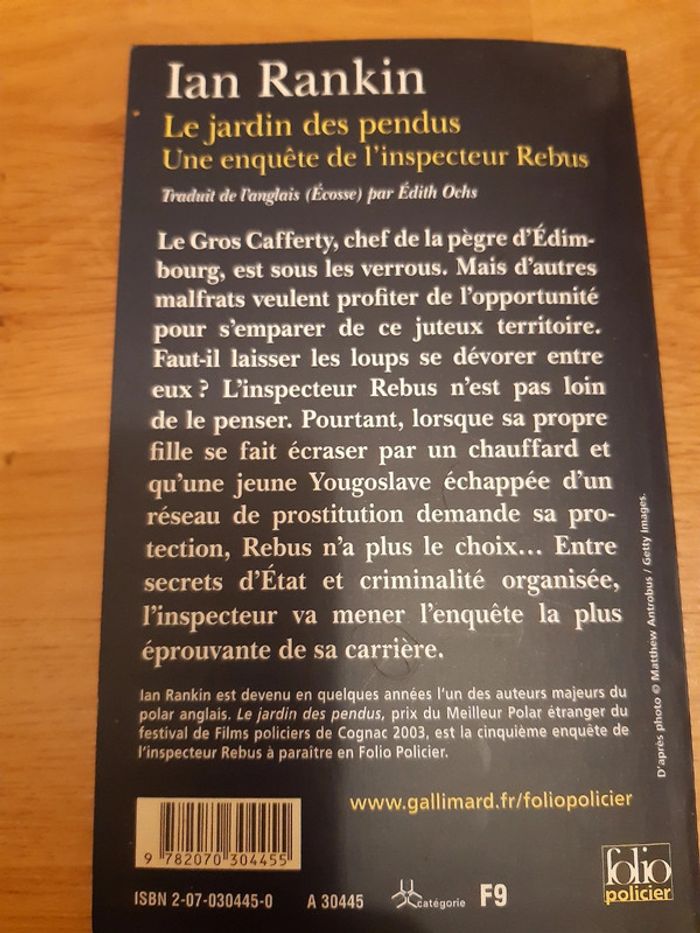 Ian Rankin
Le jardin des pendus
Une enquête de l'inspecteur Rebus
Traduit de l'anglais (Écosse) par Édith Ochs
Le Gros Cafferty, chef de la pègre d'Édim-
bourg, est sous les verrous. Mais d'autres
malfrats veulent profiter de l'opportunité
pour s'emparer de ce juteux territoire.
Faut-il laisser les loups se dévorer entre
eux ? L'inspecteur Rebus n'est pas loin
de le penser. Pourtant, lorsque sa propre
fille se fait écraser par un chauffard et
qu'une jeune Yougoslave échappée d'un
réseau de prostitution demande sa pro-
tection, Rebus n'a plus le choix... Entre
secrets d'État et criminalité organisée,
l'inspecteur va mener l'enquête la plus
éprouvante de sa carrière.
Ian Rankin est devenu en quelques années l'un des auteurs majeurs du
polar anglais. Le jardin des pendus, prix du Meilleur Polar étranger du
festival de Films policiers de Cognac 2003, est la cinquième enquête de
l'inspecteur Rebus à paraître en Folio Policier.
D'après photo © Matthew Antrobus / Getty Images.
www.gallimard.fr/foliopolicier
9 782070 304455
ISBN 2-07-030445-0 A 30445 catégorie F9
folio
policier